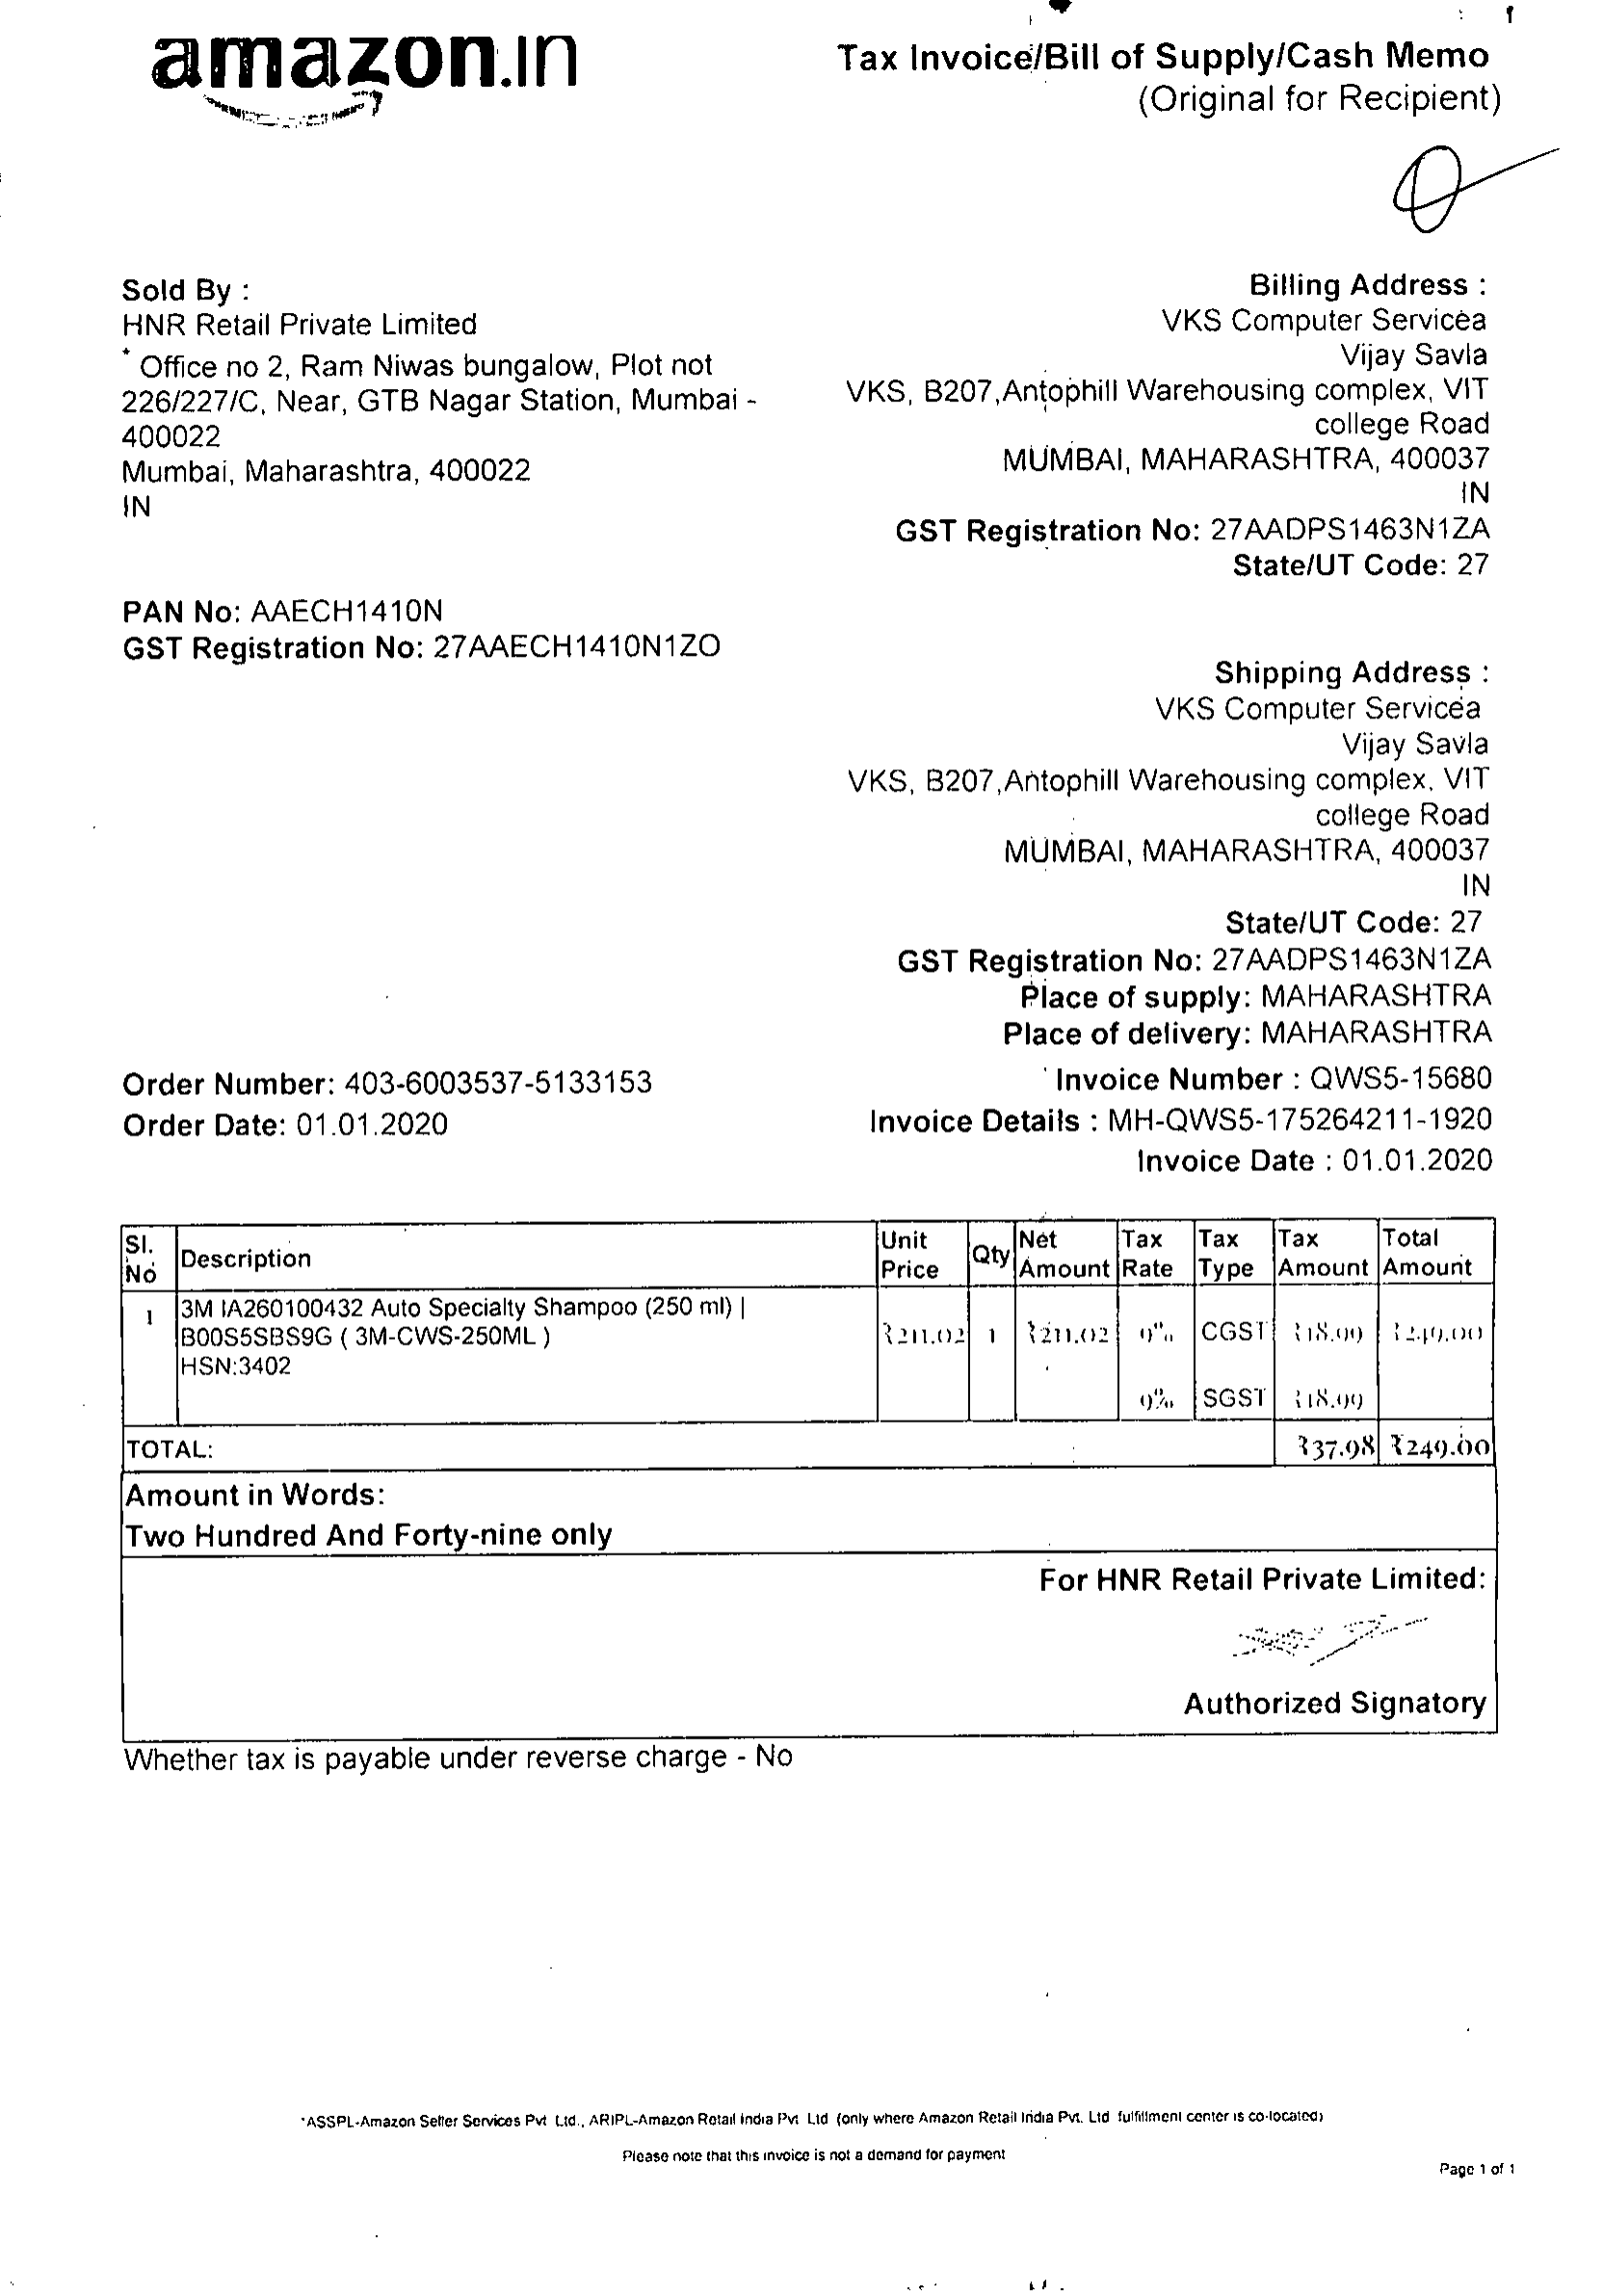 amazon.in
Tax Invoice/Bill of Supply/Cash Memo
(Original for Recipient)
Sold By :
HNR Retail Private Limited
* Office no 2, Ram Niwas bungalow, Plot not
226/227/C, Near, GTB Nagar Station, Mumbai -
400022
Mumbai, Maharashtra, 400022
IN
PAN No: AAECH1410N
GST Registration No: 27AAECH1410N1ZO
Billing Address :
VKS Computer Servicea
Vijay Savla
VKS, B207,Antophill Warehousing complex, VIT
college Road
MUMBAI, MAHARASHTRA, 400037
IN
GST Registration No: 27AADPS1463N1ZA
State/UT Code: 27
Shipping Address :
VKS Computer Servicea
Vijay Savla
VKS, B207,Antophill Warehousing complex, VIT
college Road
MUMBAI, MAHARASHTRA, 400037
IN
State/UT Code: 27
GST Registration No: 27AADPS1463N1ZA
Place of supply: MAHARASHTRA
Place of delivery: MAHARASHTRA
Order Number: 403-6003537-5133153
Order Date: 01.01.2020
Invoice Number : QWS5-15680
Invoice Details : MH-QWS5-175264211-1920
Invoice Date : 01.01.2020
Sl. No Description Unit Price Qty Net Amount Tax Rate Tax Type Tax Amount Total Amount
1 3M IA260100432 Auto Specialty Shampoo (250 ml) |
B00S5SBS9G ( 3M-CWS-250ML ) ₹211.02 1 ₹211.02 9% CGST ₹18.99 ₹249.00
HSN:3402
9% SGST ₹18.99
TOTAL: ₹37.98 ₹249.00
Amount in Words:
Two Hundred And Forty-nine only
For HNR Retail Private Limited:
Authorized Signatory
Whether tax is payable under reverse charge - No
*ASSPL-Amazon Seller Services Pvt. Ltd., ARIPL-Amazon Retail India Pvt. Ltd. (only where Amazon Retail India Pvt. Ltd. fulfillment center is co-located)
Please note that this invoice is not a demand for payment
Page 1 of 1